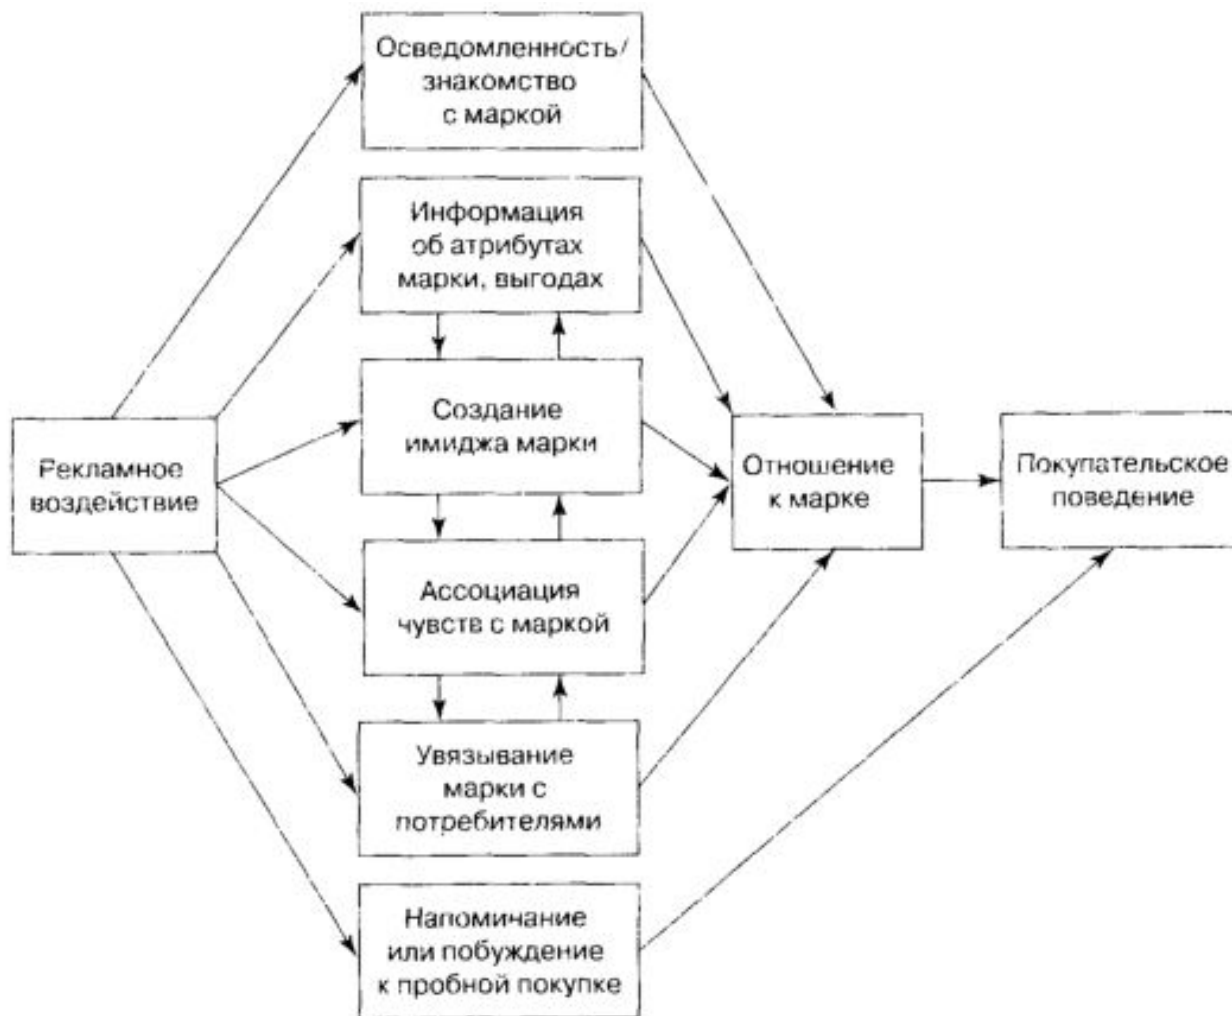 Осведомленность/
знакомство
с маркой
Информация
об атрибутах
марки, выгодах
Создание
имиджа марки
Рекламное
воздействие
Отношение
к марке
Покупательское
поведение
Ассоциация
чувств с маркой
Увязывание
марки с
потребителями
Напоминание
или побуждение
к пробной покупке